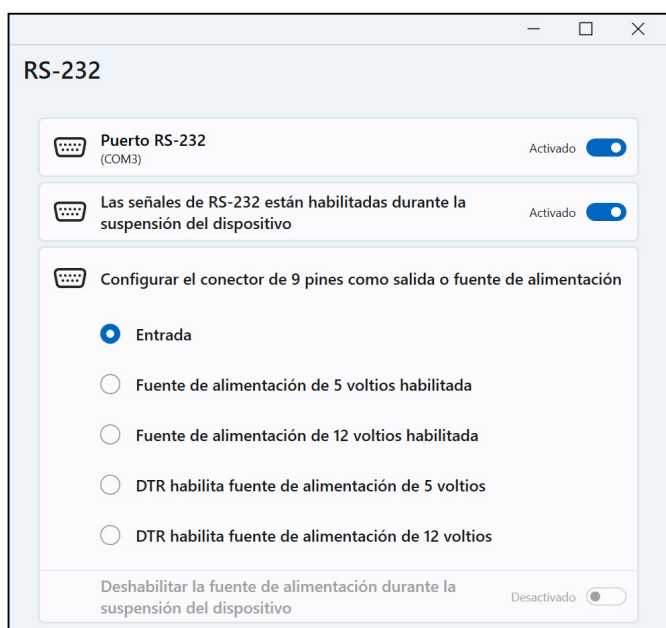 RS-232
Puerto RS-232
(COM3)
Activado
Las señales de RS-232 están habilitadas durante la
suspensión del dispositivo
Activado
Configurar el conector de 9 pines como salida o fuente de alimentación
Entrada
Fuente de alimentación de 5 voltios habilitada
Fuente de alimentación de 12 voltios habilitada
DTR habilita fuente de alimentación de 5 voltios
DTR habilita fuente de alimentación de 12 voltios
Deshabilitar la fuente de alimentación durante la
suspensión del dispositivo
Desactivado